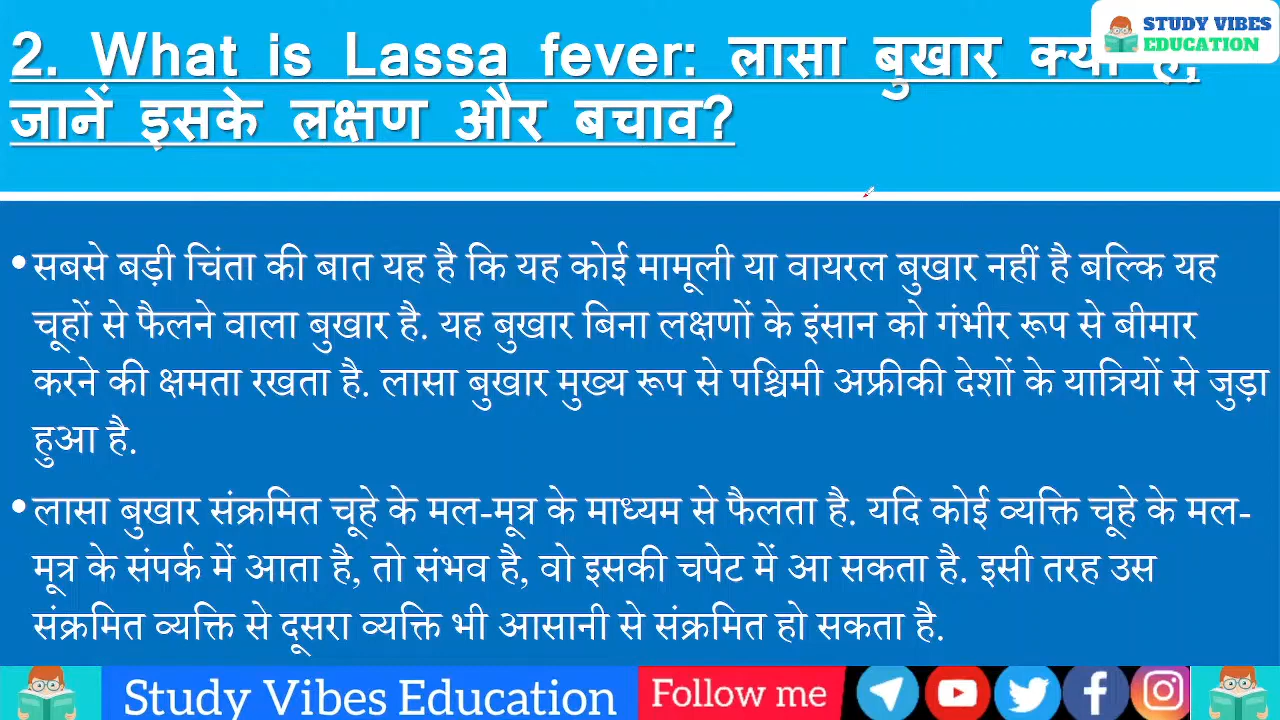 STUDY VIBES
EDUCATION
2. What is Lassa fever: लासा बुखार क्या है,
जानें इसके लक्षण और बचाव?
•सबसे बड़ी चिंता की बात यह है कि यह कोई मामूली या वायरल बुखार नहीं है बल्कि यह
चूहों से फैलने वाला बुखार है. यह बुखार बिना लक्षणों के इंसान को गंभीर रूप से बीमार
करने की क्षमता रखता है. लासा बुखार मुख्य रूप से पश्चिमी अफ्रीकी देशों के यात्रियों से जुड़ा
हुआ है.
•लासा बुखार संक्रमित चूहे के मल-मूत्र के माध्यम से फैलता है. यदि कोई व्यक्ति चूहे के मल-
मूत्र के संपर्क में आता है, तो संभव है, वो इसकी चपेट में आ सकता है. इसी तरह उस
संक्रमित व्यक्ति से दूसरा व्यक्ति भी आसानी से संक्रमित हो सकता है.
Study Vibes Education Follow me